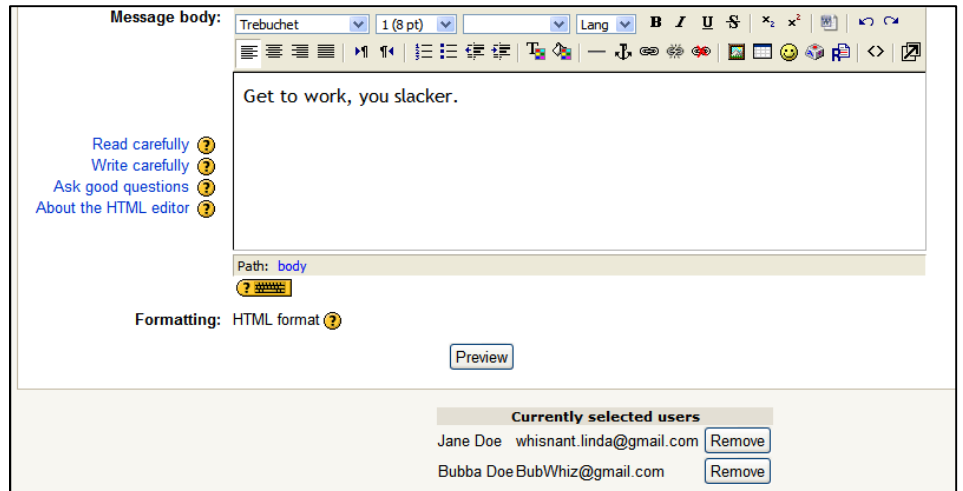 Message body:
Trebuchet 1 (8 pt) Lang B I U S x₂ x²
Get to work, you slacker.
Read carefully ?
Write carefully ?
Ask good questions ?
About the HTML editor ?
Path: body
?
Formatting: HTML format ?
Preview
Currently selected users
Jane Doe whisnant.linda@gmail.com Remove
Bubba Doe BubWhiz@gmail.com Remove